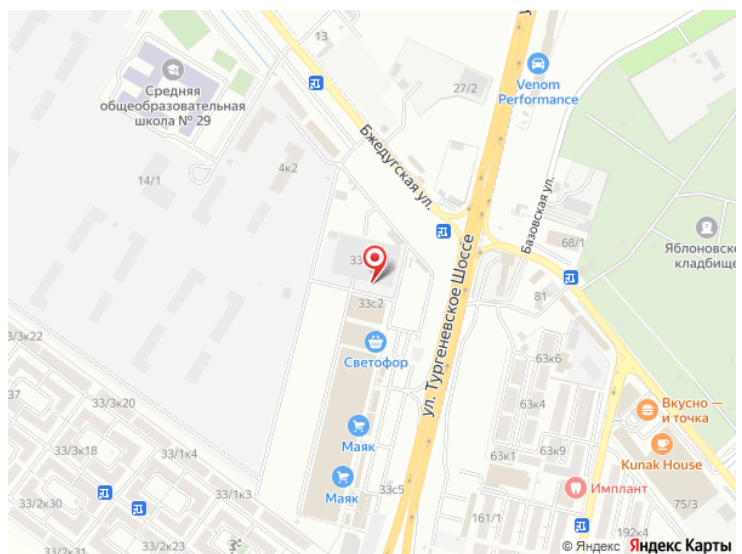 13
27/2
Venom
Performance
Средняя
общеобразовательная
школа № 29
Бжедугская ул.
4к2
14/1
Базовская ул.
68/1
Яблоновско
кладбище
ул. Тургеневское Шоссе
33с2
81
Светофор
33/3к22
63к6
63к4
37
33/3к20
Вкусно —
и точка
Маяк
33/3к18
33/1к4
63к1
63к9
Kunak House
Маяк
33с5
Имплант
33/2к30
33/1к3
161/1
75/3
192к4
33/2к31
33/2к23
© Яндекс Яндекс Карты